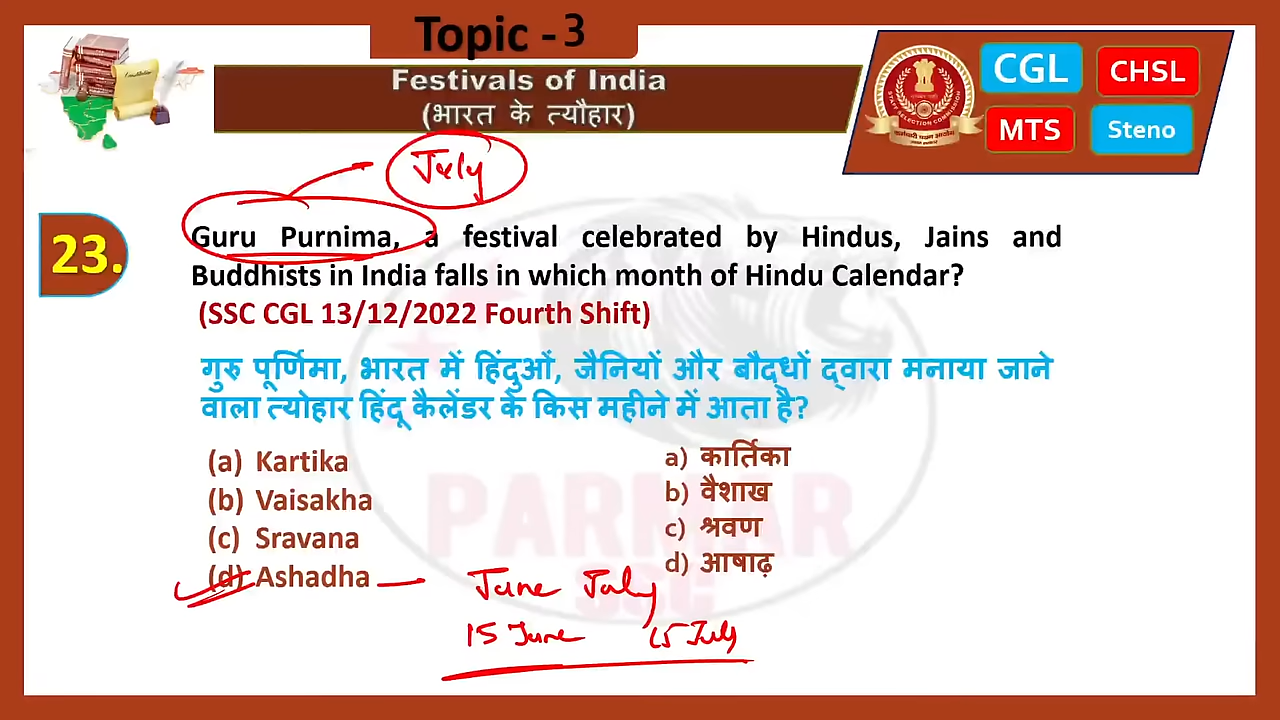 Topic -3
Festivals of India
(भारत के त्यौहार)
CGL
CHSL
MTS
Steno
July
23.
Guru Purnima, a festival celebrated by Hindus, Jains and
Buddhists in India falls in which month of Hindu Calendar?
(SSC CGL 13/12/2022 Fourth Shift)
गुरु पूर्णिमा, भारत में हिंदुओं, जैनियों और बौद्धों द्वारा मनाया जाने
वाला त्योहार हिंदू कैलेंडर के किस महीने में आता है?
(a) Kartika
(b) Vaisakha
(c) Sravana
(d) Ashadha
a) कार्तिका
b) वैशाख
c) श्रवण
d) आषाढ़
June July
15 June 15 July
PARMAR
SSC